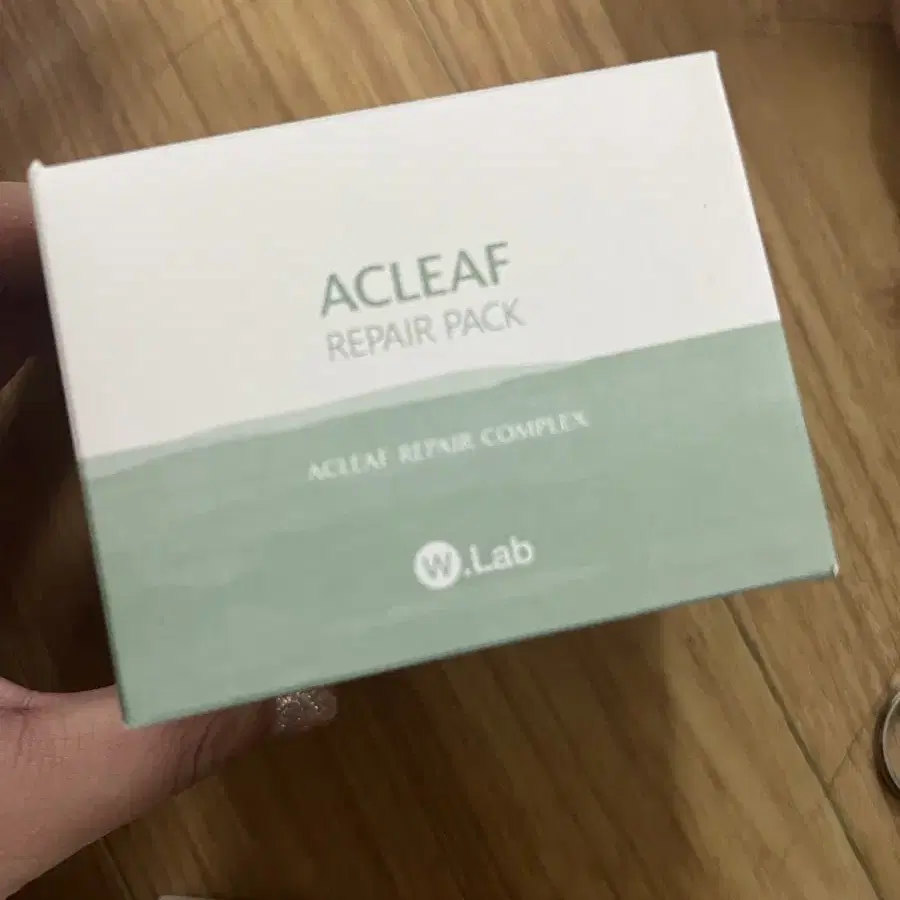 ACLEAF
REPAIR PACK
ACLEAF REPAIR COMPLEX
W.Lab